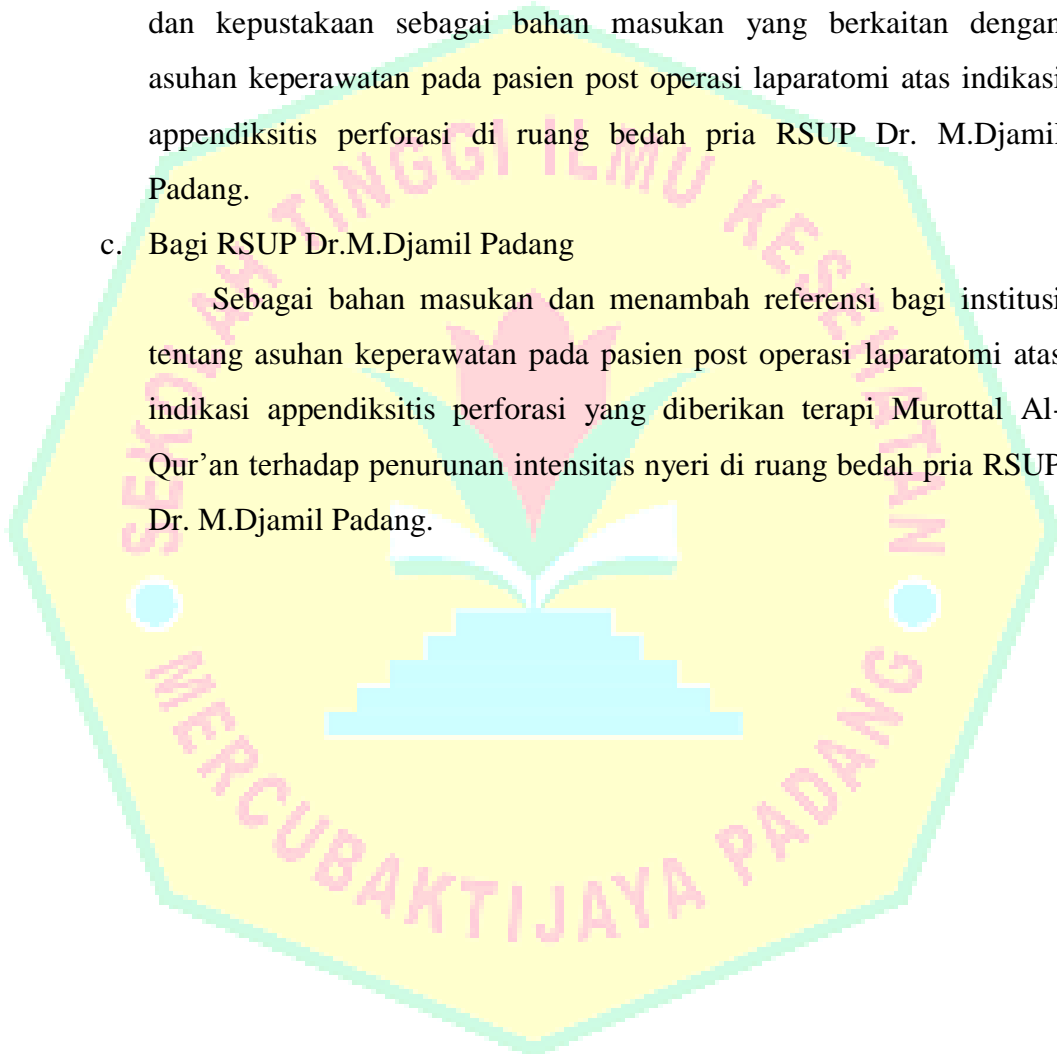 dan kepustakaan sebagai bahan masukan yang berkaitan dengan
asuhan keperawatan pada pasien post operasi laparatomi atas indikasi
appendiksitis perforasi di ruang bedah pria RSUP Dr. M.Djamil
Padang.
c. Bagi RSUP Dr.M.Djamil Padang
Sebagai bahan masukan dan menambah referensi bagi institusi
tentang asuhan keperawatan pada pasien post operasi laparatomi atas
indikasi appendiksitis perforasi yang diberikan terapi Murottal Al-
Qur’an terhadap penurunan intensitas nyeri di ruang bedah pria RSUP
Dr. M.Djamil Padang.
SEKOLAH TINGGI ILMU KESEHATAN
MERCUBAKTIJAYA PADANG